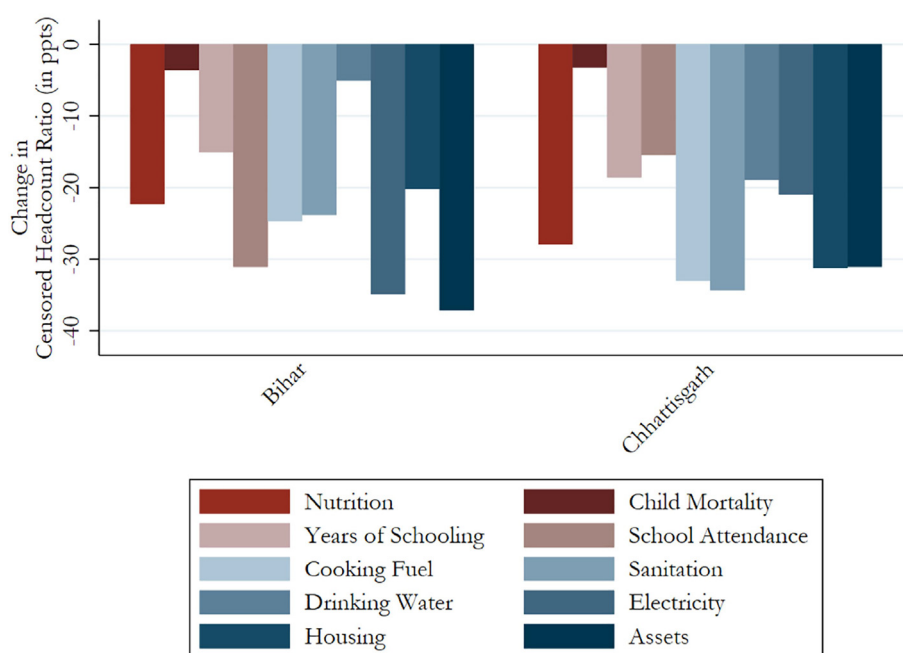 Change in
Censored Headcount Ratio (in ppts)
0
-10
-20
-30
-40
Bihar
Chhattisgarh
Nutrition
Child Mortality
Years of Schooling
School Attendance
Cooking Fuel
Sanitation
Drinking Water
Electricity
Housing
Assets